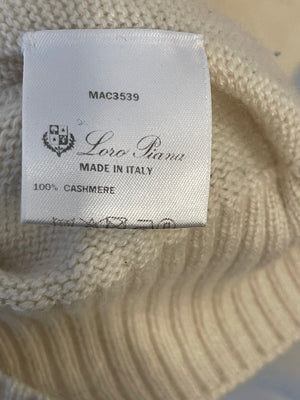 MAC3539
Loro Piana
MADE IN ITALY
100% CASHMERE